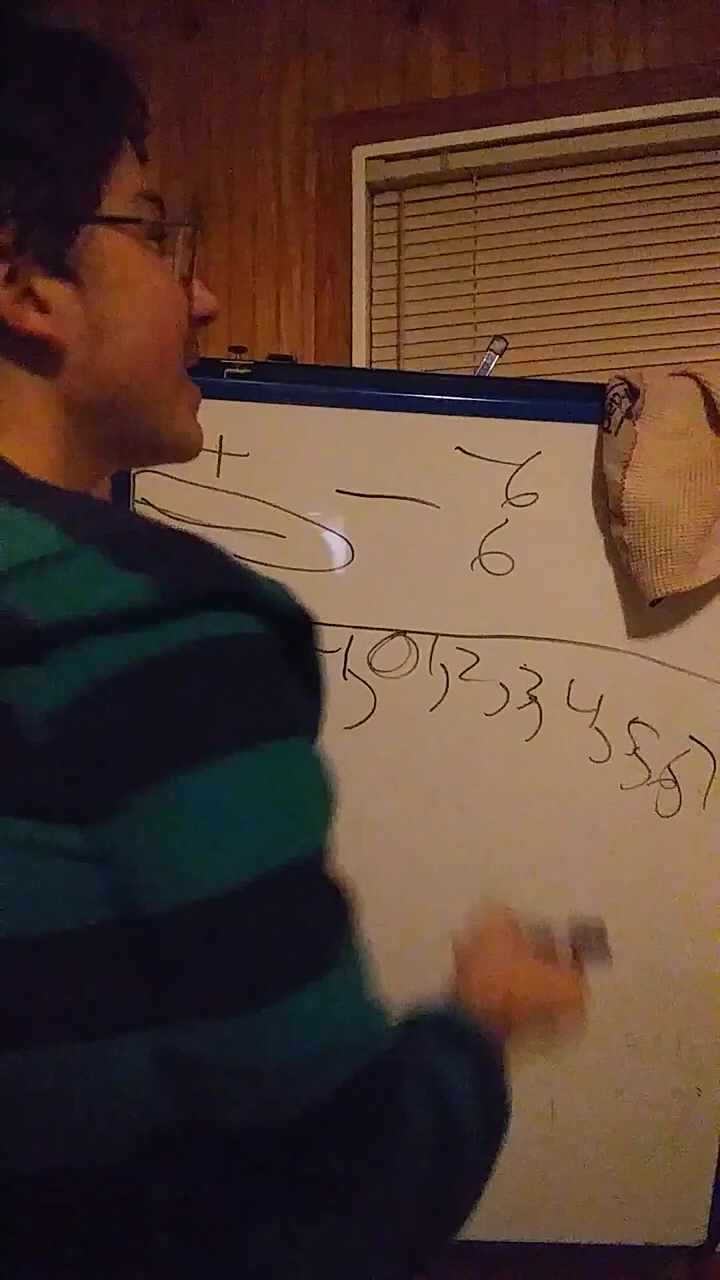 +
— — -6
6
-1, 0, 1, 2, 3, 4, 5, 6, 7